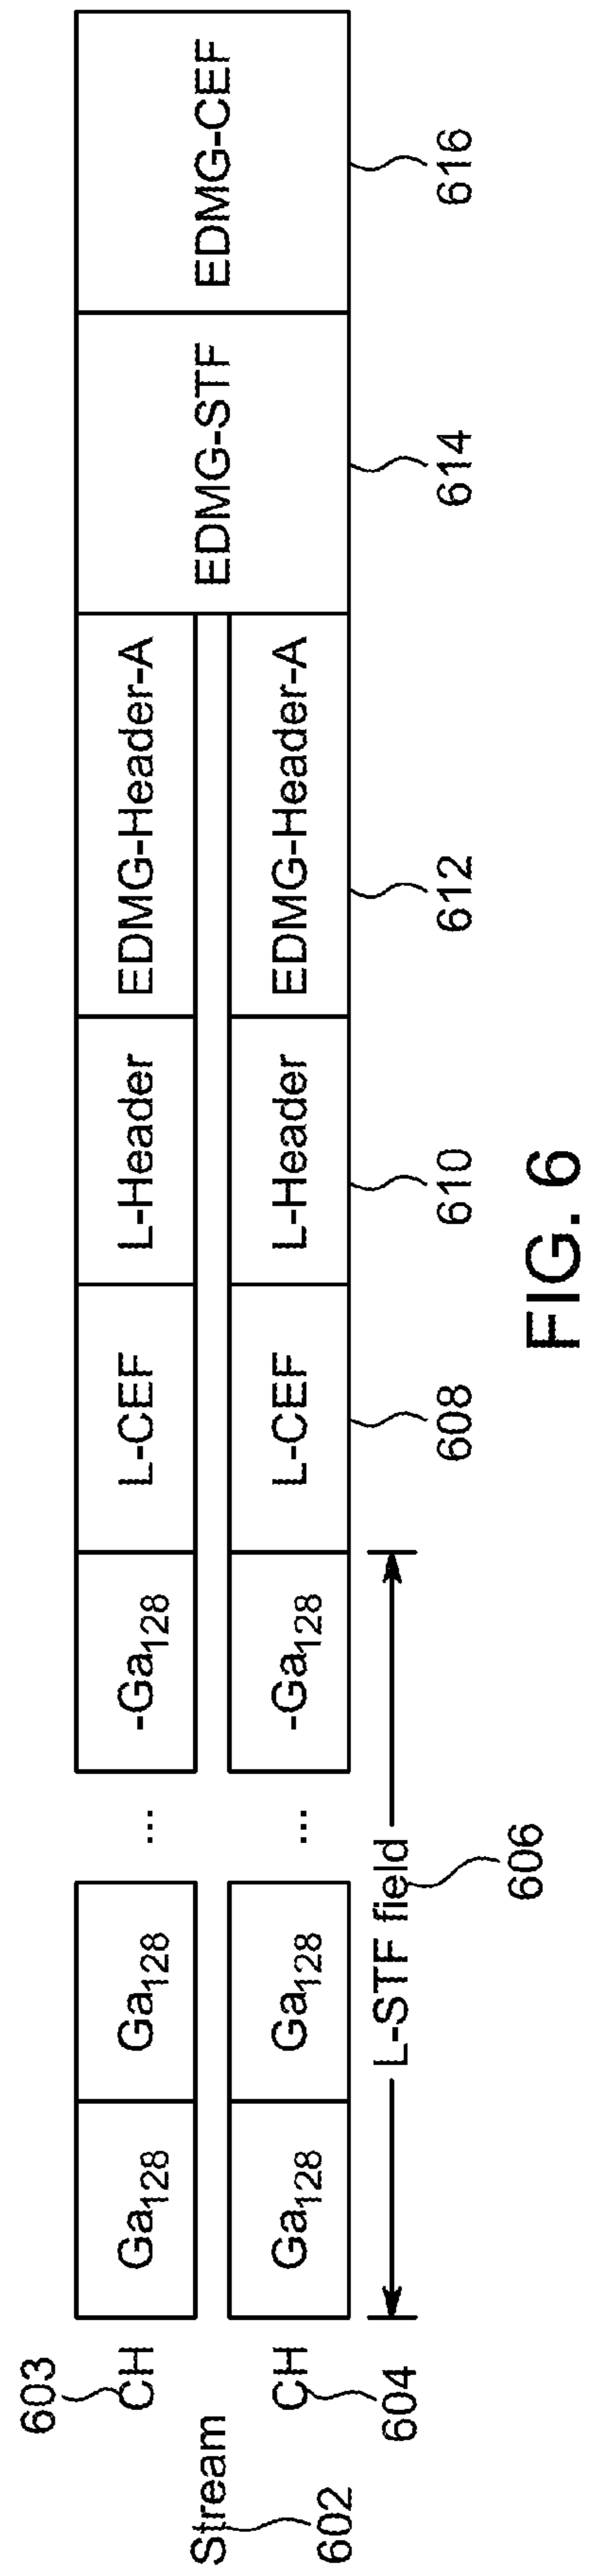 603
CH
Ga128
Ga128
...
-Ga128
L-CEF
L-Header
EDMG-Header-A
EDMG-STF
EDMG-CEF
Stream
602
CH
Ga128
Ga128
...
-Ga128
L-CEF
L-Header
EDMG-Header-A
604
L-STF field
606
608
610
612
614
616
FIG. 6